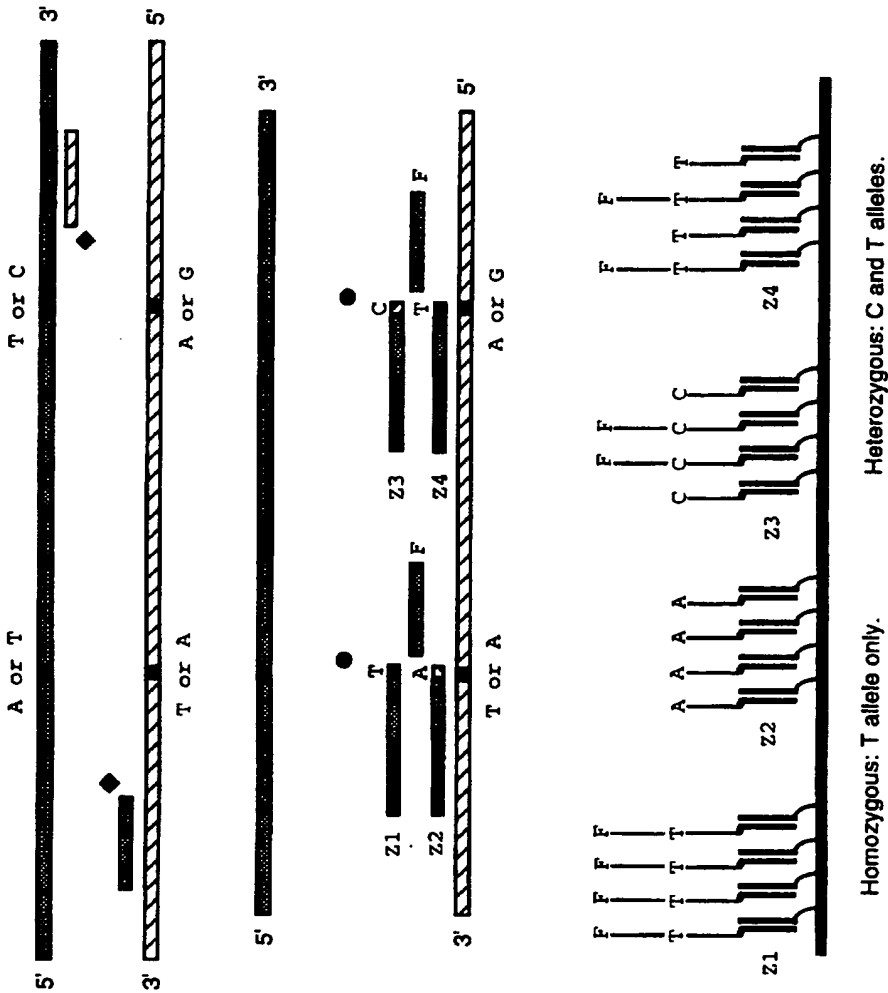 A or T T or C
5' 3'
3' 5'
T or A A or G
5' 3'
T C
Z1 Z3
F F
A T
Z2 Z4
3' 5'
T or A A or G
F F F F F F F F
T T T T A A A A C C C C T T T T
Z1 Z2 Z3 Z4
Homozygous: T allele only. Heterozygous: C and T alleles.